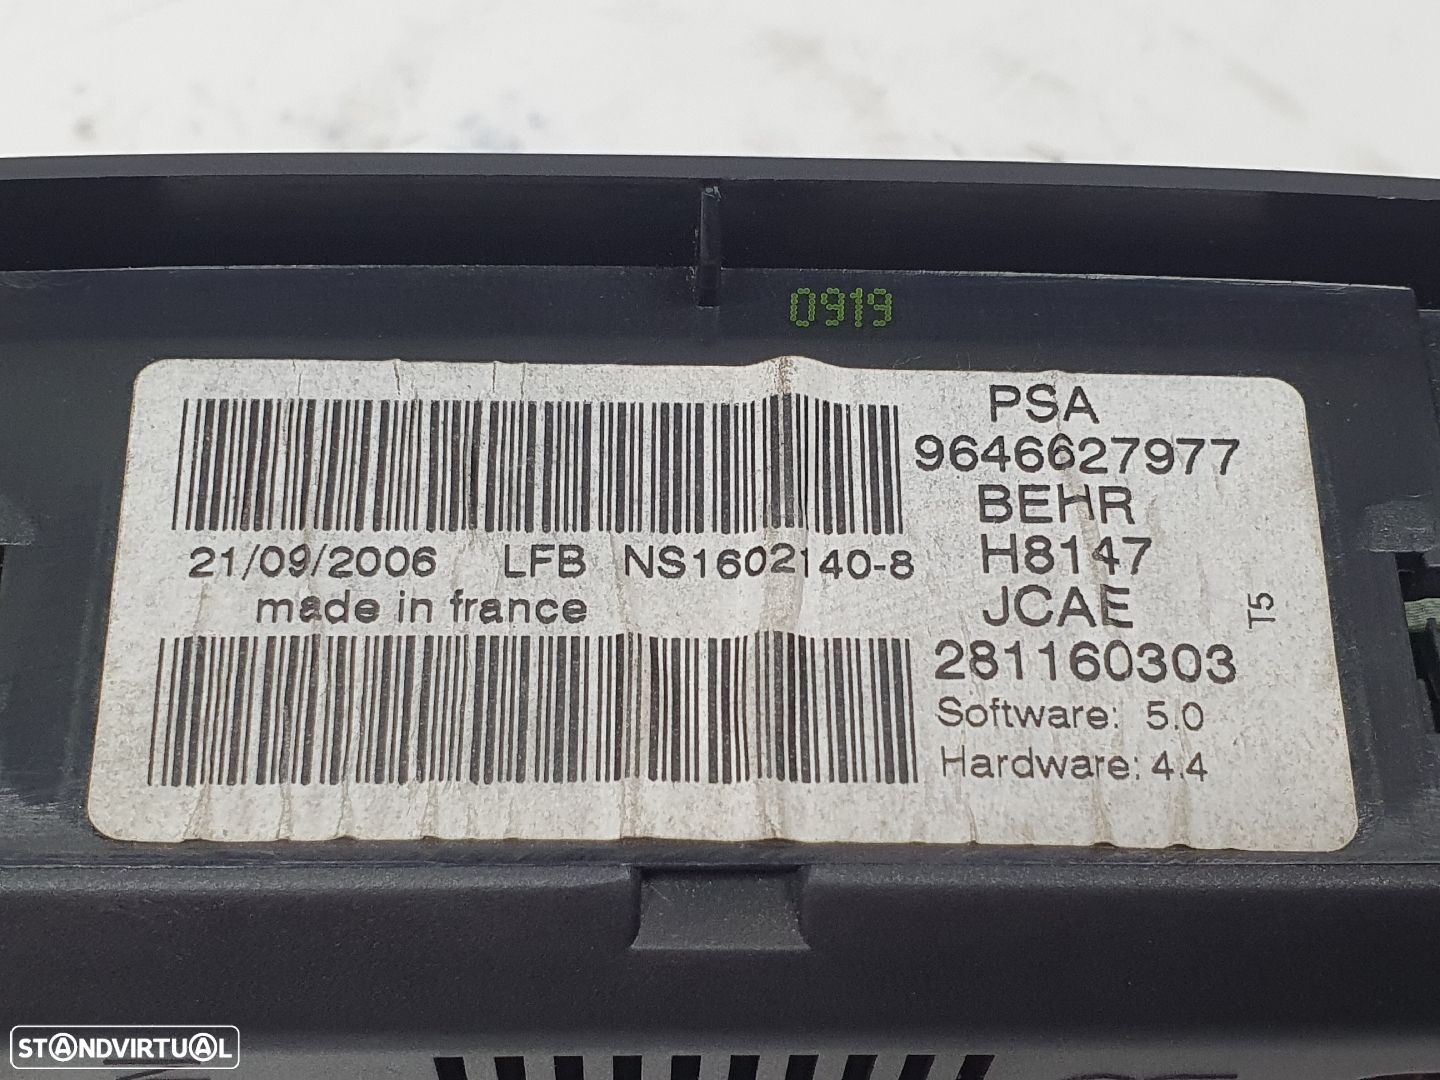 0919
PSA
9646627977
BEHR
H8147
JCAE
281160303
Software: 5.0
Hardware: 4.4
T5
21/09/2006 LFB NS1602140-8
made in france
STANDVIRTUAL